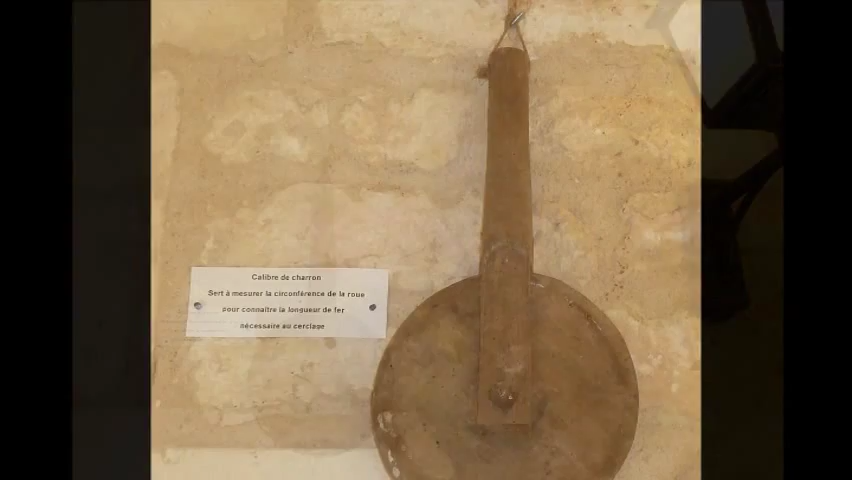 Calibre de charron
Sert à mesurer la circonférence de la roue
pour connaître la longueur de fer
nécessaire au cerclage